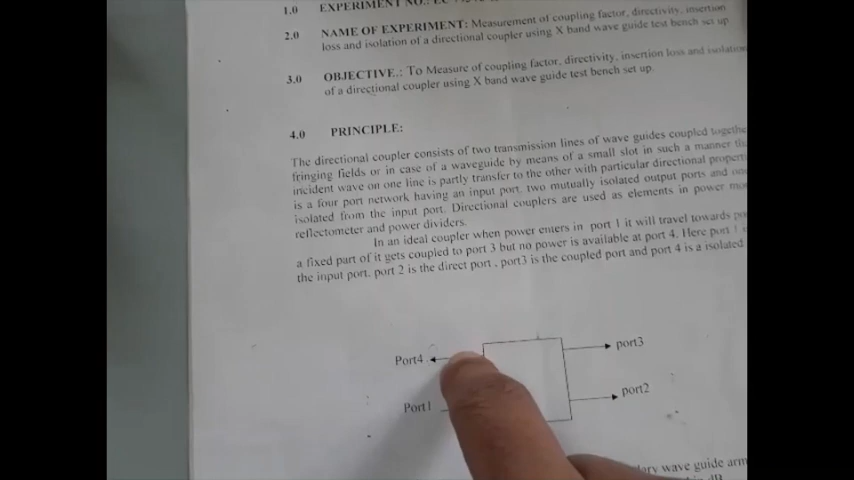 1.0 EXPERIMENT NO.: EC
2.0 NAME OF EXPERIMENT: Measurement of coupling factor, directivity, insertion
loss and isolation of a directional coupler using X band wave guide test bench set up.
3.0 OBJECTIVE.: To Measure of coupling factor, directivity, insertion loss and isolation
of a directional coupler using X band wave guide test bench set up.
4.0 PRINCIPLE:
The directional coupler consists of two transmission lines of wave guides coupled
fringing fields or in case of a waveguide by means of a small slot in such a manner
incident wave on one line is partly transfer to the other with particular directional
is a four port network having an input port, two mutually isolated output ports and
isolated from the input port. Directional couplers are used as elements in power
reflectometer and power dividers.
In an ideal coupler when power enters in port 1 it will travel towards
a fixed part of it gets coupled to port 3 but no power is available at port 4. Here port 1
the input port. port 2 is the direct port , port3 is the coupled port and port 4 is a isolated
Port4 port3
Port1 port2
wave guide arm
in dB